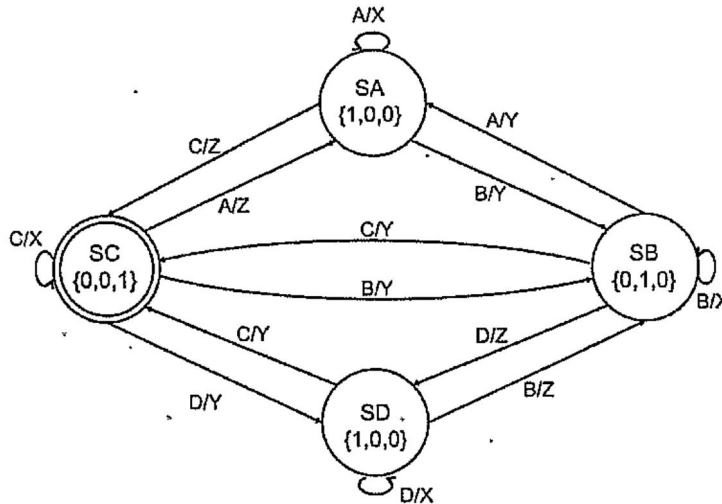 A/X
SA
{1,0,0}
A/Y
C/Z
A/Z
B/Y
C/X
SC
{0,0,1}
C/Y
SB
{0,1,0}
B/Y
B/X
C/Y
D/Z
D/Y
B/Z
SD
{1,0,0}
D/X